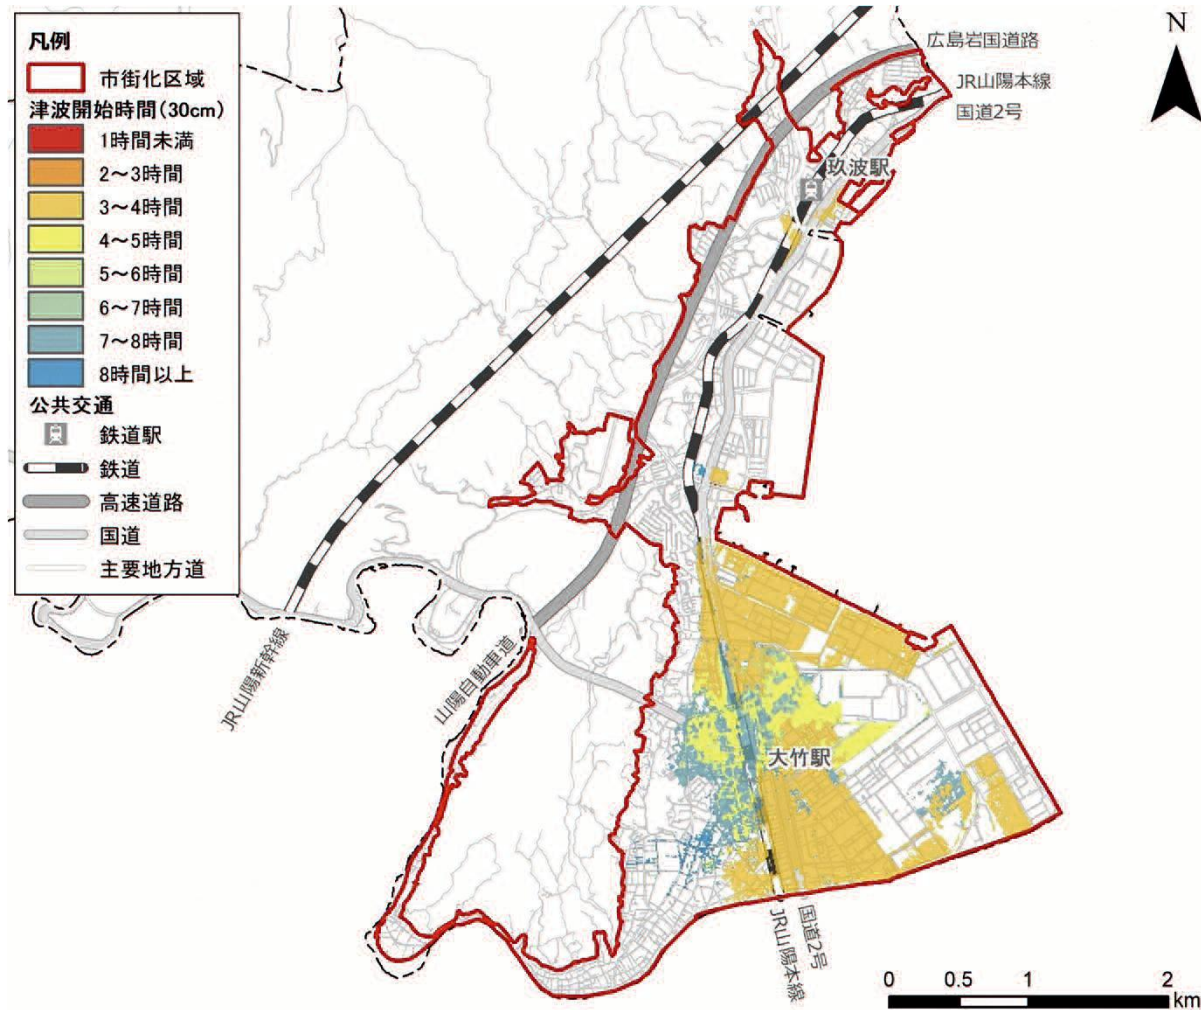 凡例
市街化区域
津波開始時間(30cm)
1時間未満
2～3時間
3～4時間
4～5時間
5～6時間
6～7時間
7～8時間
8時間以上
公共交通
鉄道駅
鉄道
高速道路
国道
主要地方道
N
広島岩国道路
JR山陽本線
国道2号
玖波駅
JR山陽新幹線
山陽自動車道
大竹駅
国道2号
JR山陽本線
0 0.5 1 2
km